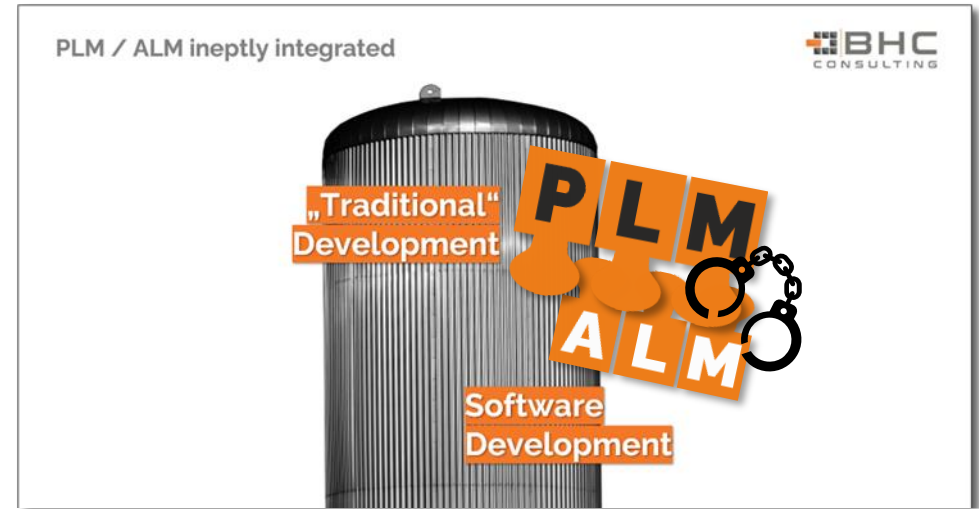 PLM / ALM ineptly integrated
BHC
CONSULTING
„Traditional“
Development
PLM
ALM
Software
Development